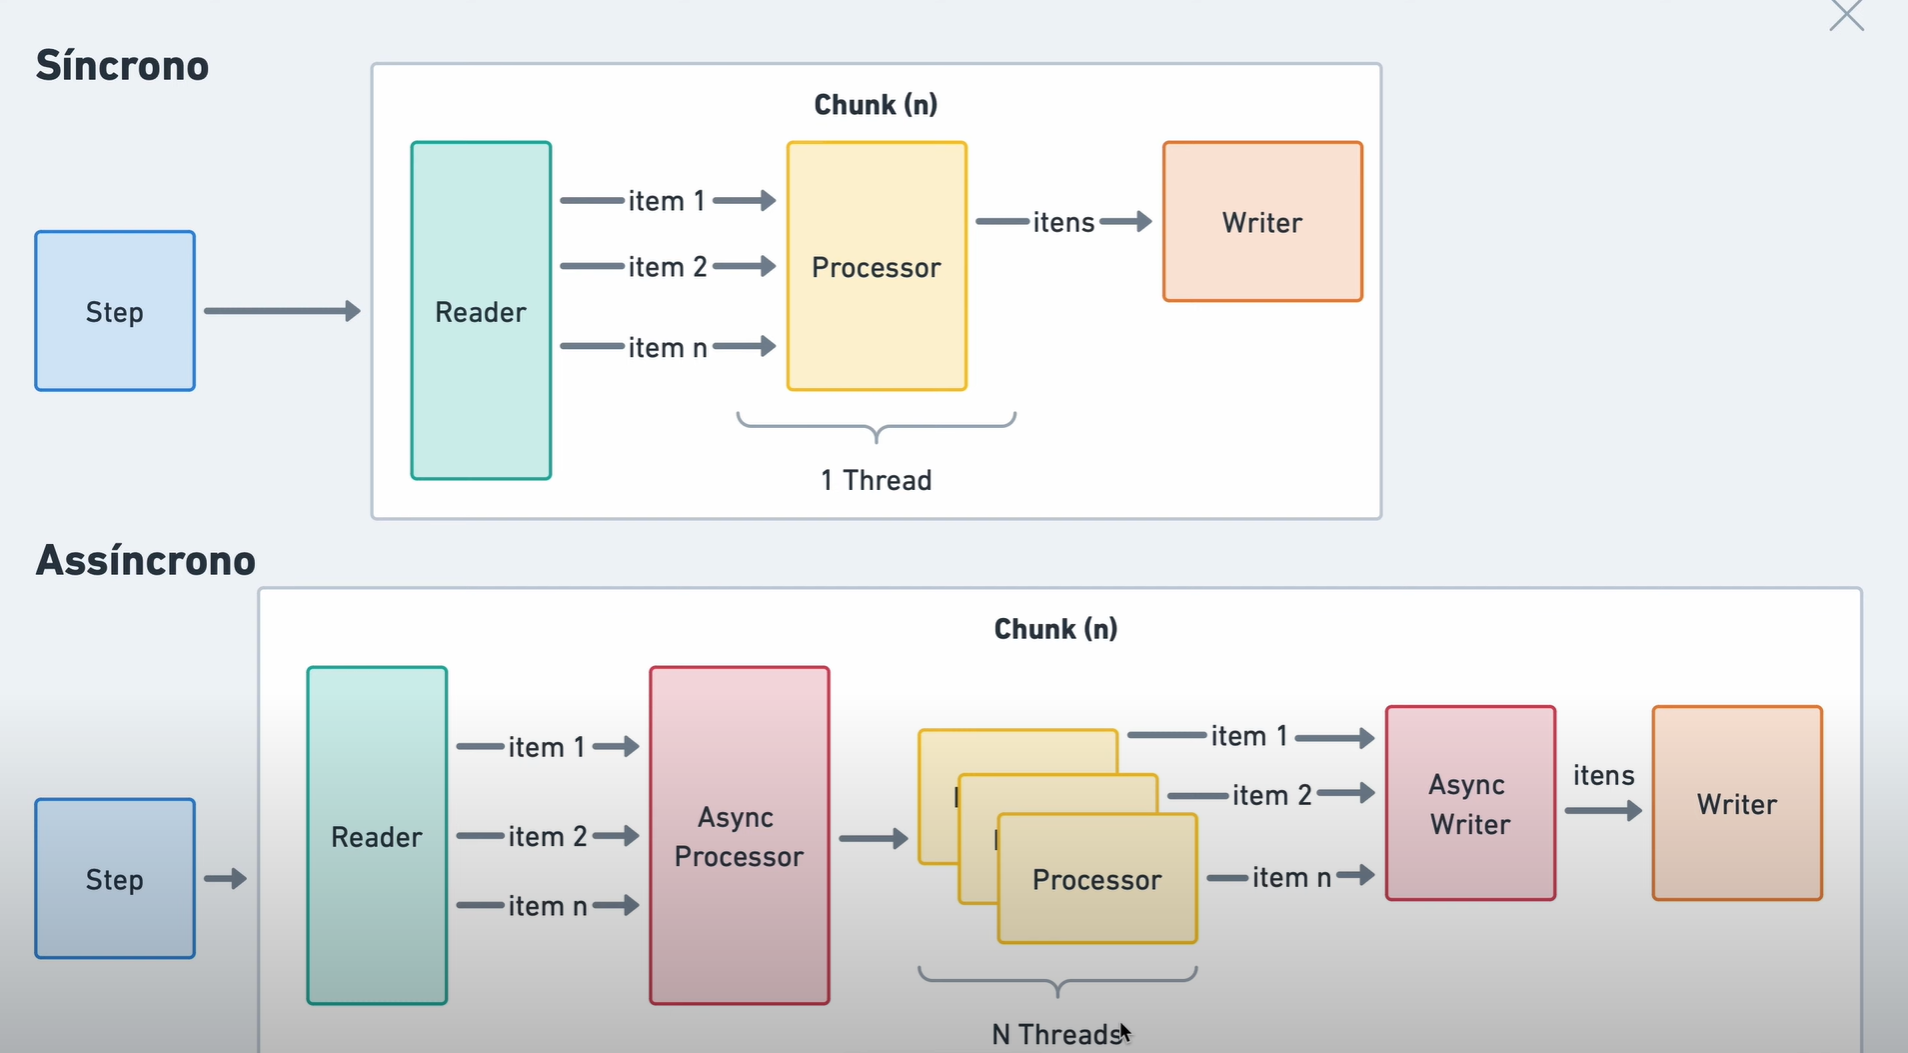 Síncrono
Chunk (n)
Step
Reader
item 1
item 2
item n
Processor
itens
Writer
1 Thread
Assíncrono
Chunk (n)
Step
Reader
item 1
item 2
item n
Async
Processor
Processor
item 1
item 2
item n
Async
Writer
itens
Writer
N Threads